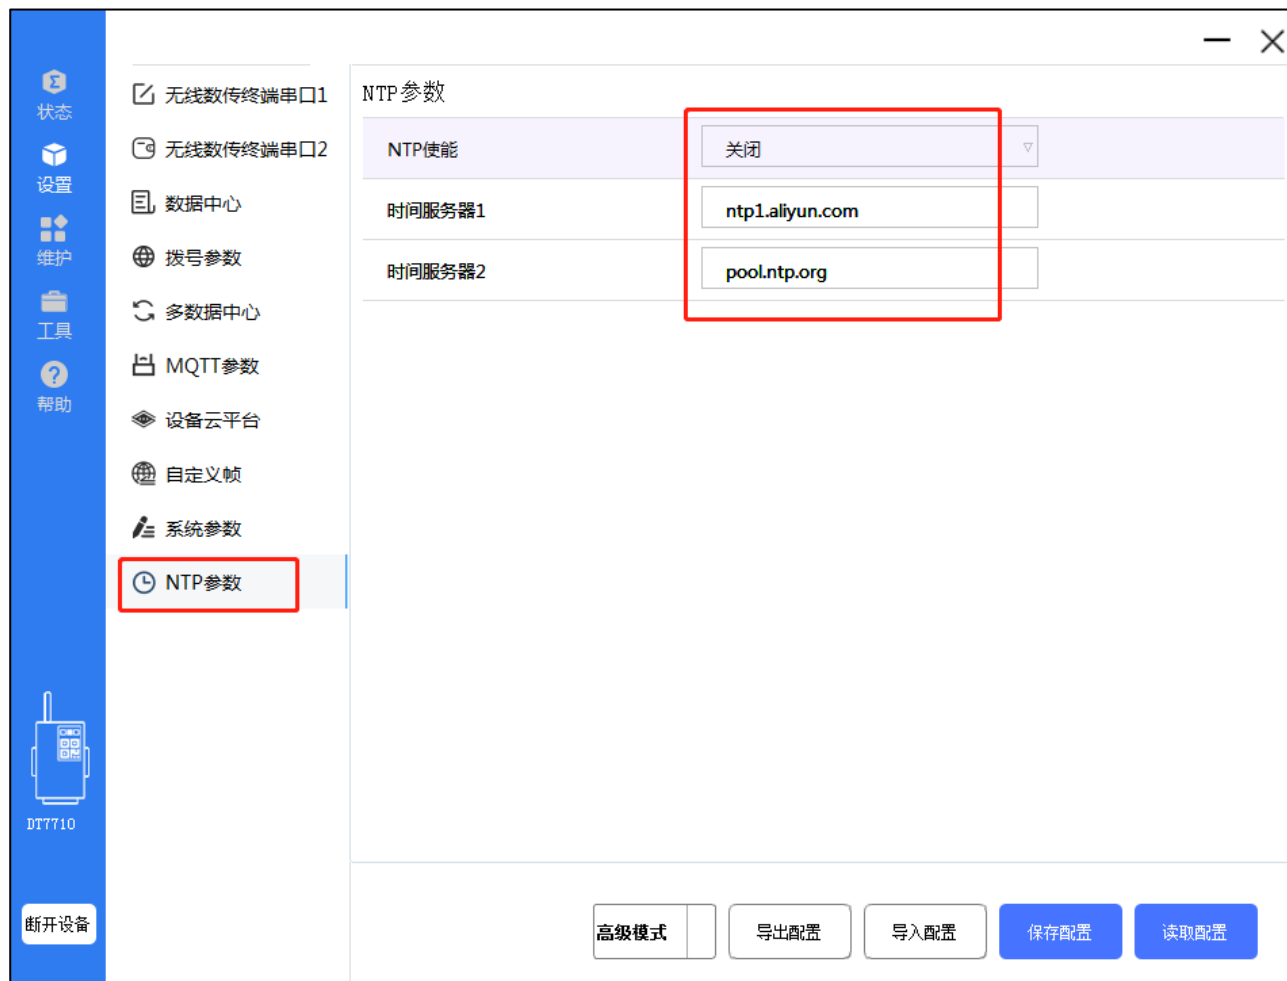 状态
设置
维护
工具
帮助
DT7710
断开设备
无线数传终端串口1
无线数传终端串口2
数据中心
拨号参数
多数据中心
MQTT参数
设备云平台
自定义帧
系统参数
NTP参数
NTP参数
NTP使能 关闭
时间服务器1 ntp1.aliyun.com
时间服务器2 pool.ntp.org
高级模式 导出配置 导入配置 保存配置 读取配置